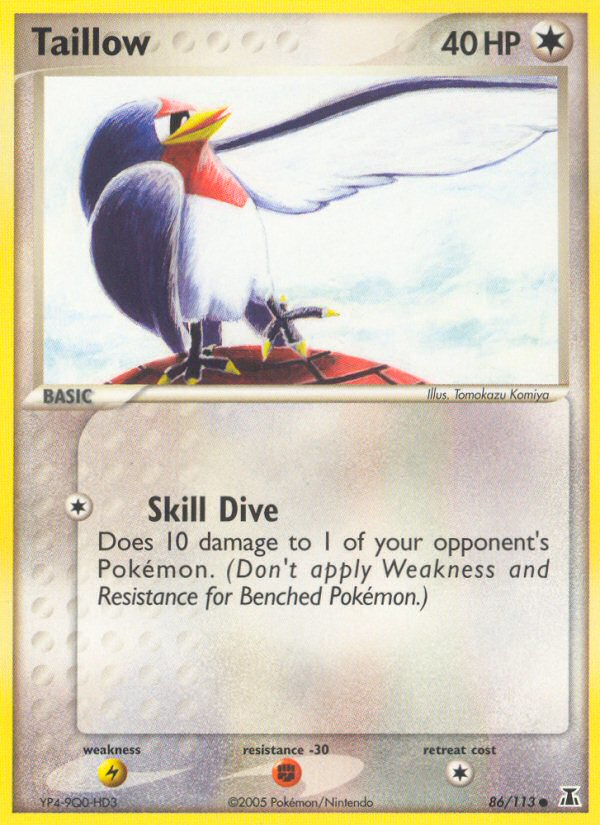 Taillow 40 HP
BASIC
Illus. Tomokazu Komiya
Skill Dive
Does 10 damage to 1 of your opponent's
Pokémon. (Don't apply Weakness and
Resistance for Benched Pokémon.)
weakness resistance -30 retreat cost
YP4-9Q0-HD3 ©2005 Pokémon/Nintendo 86/113